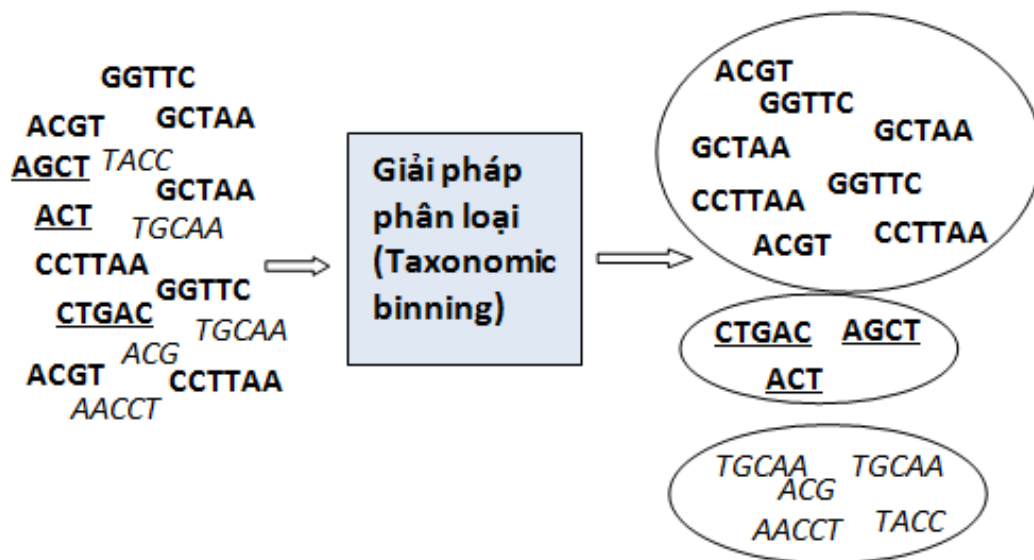 GGTTC
ACGT GCTAA
AGCT TACC
GCTAA
ACT TGCAA
CCTTAA
GGTTC
CTGAC TGCAA
ACG
ACGT CCTTAA
AACCT
Giải pháp
phân loại
(Taxonomic
binning)
ACGT
GGTTC
GCTAA GCTAA
CCTTAA GGTTC
ACGT CCTTAA
CTGAC AGCT
ACT
TGCAA TGCAA
ACG
AACCT TACC